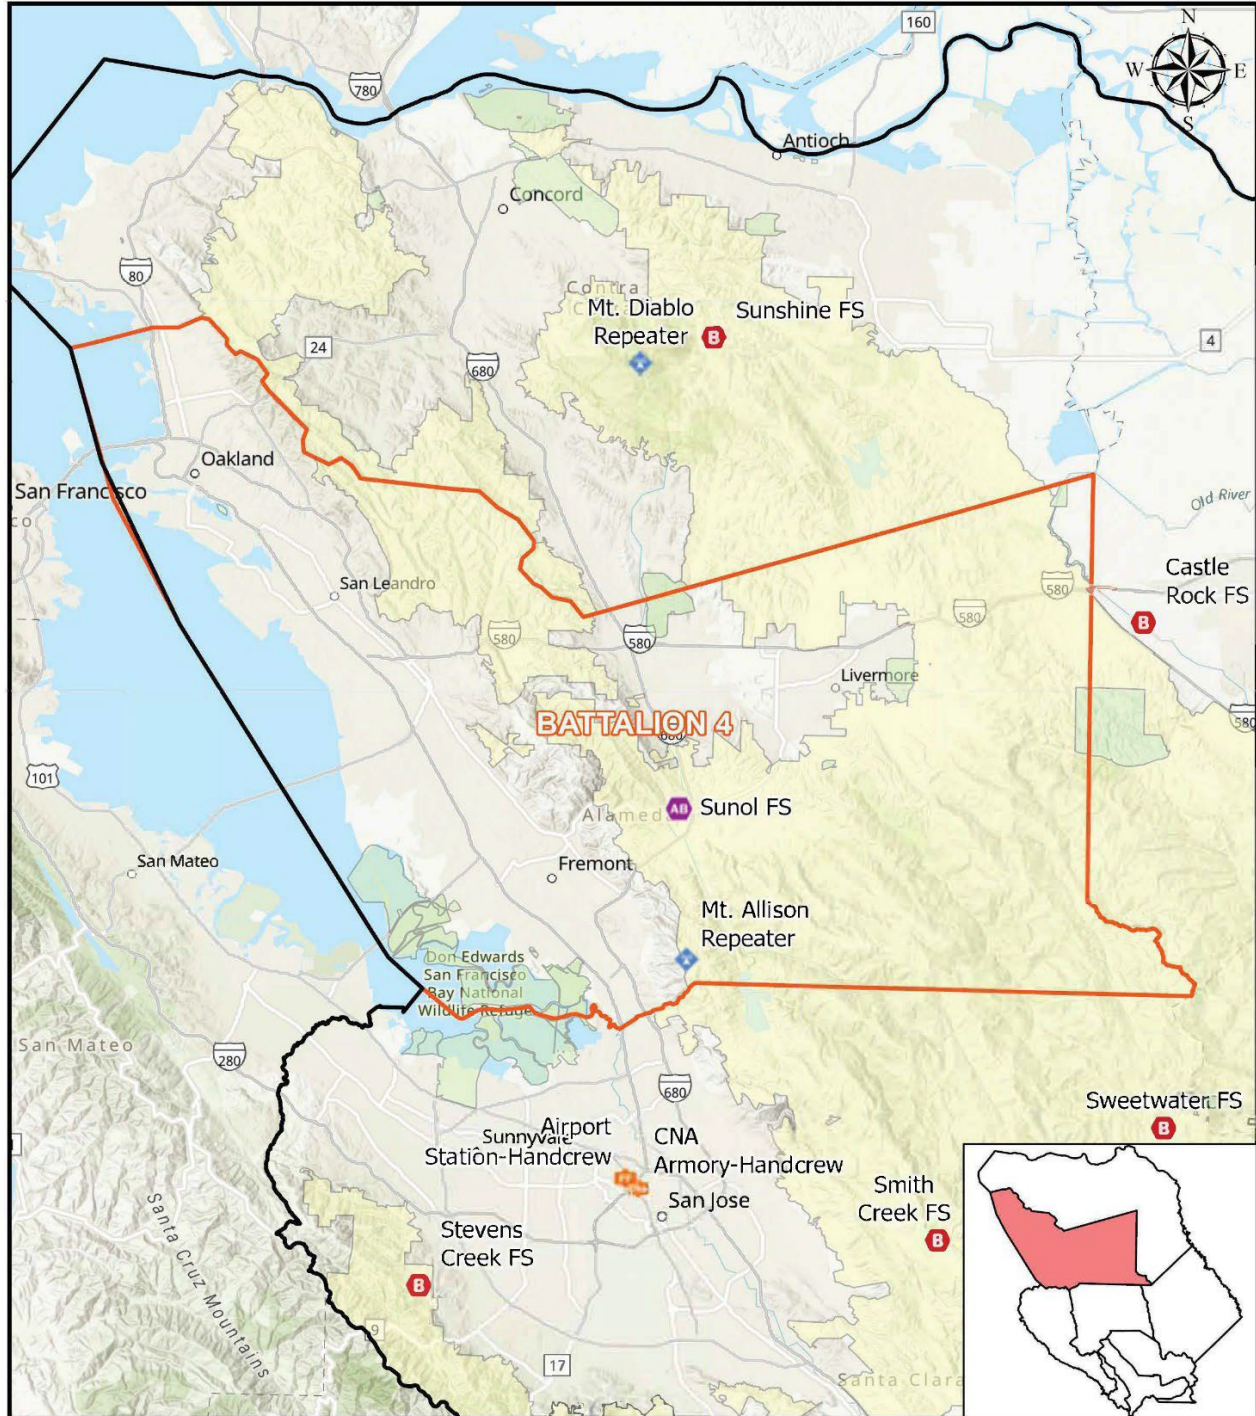 160
N
W E
S
780
Antioch
Concord
80
Contra
Mt. Diablo
Repeater
B
Sunshine FS
24
4
680
Oakland
San Francisco
Old River
Castle
Rock FS
B
San Leandro
580
580
580
580
Livermore
580
BATTALION 4
680
101
AB
Sunol FS
Alameda
San Mateo
Fremont
Mt. Allison
Repeater
Don Edwards
San Francisco
Bay National
Wildlife Refuge
San Mateo
280
680
Sweetwater FS
B
Airport
Station-Handcrew
Sunnyvale
CNA
Armory-Handcrew
San Jose
Smith
Creek FS
B
Stevens
Creek FS
B
Santa Cruz Mountains
9
17
Santa Clara